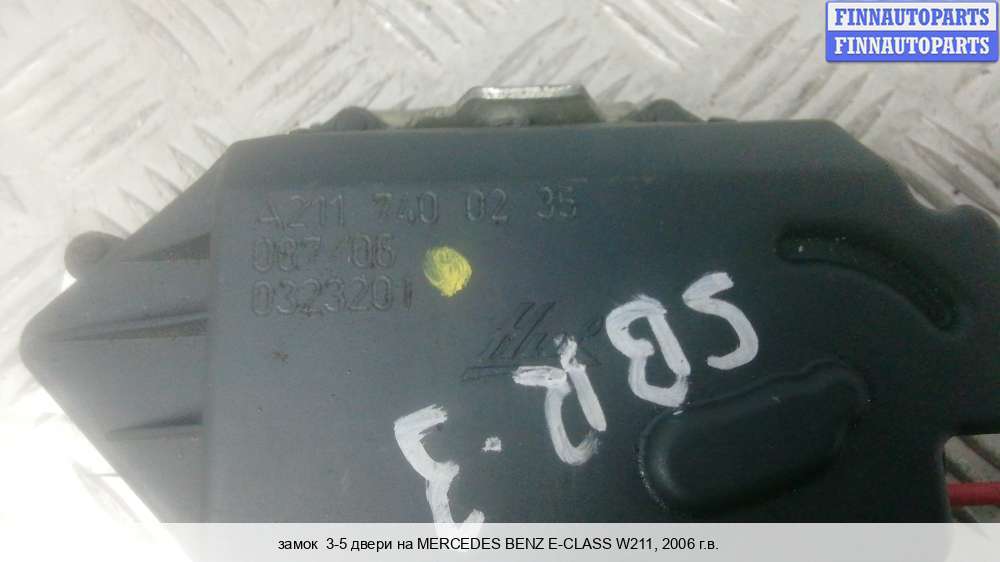 FINNAUTOPARTS
FINNAUTOPARTS
A211 740 02 35
087/06
0323201
замок 3-5 двери на MERCEDES BENZ E-CLASS W211, 2006 г.в.